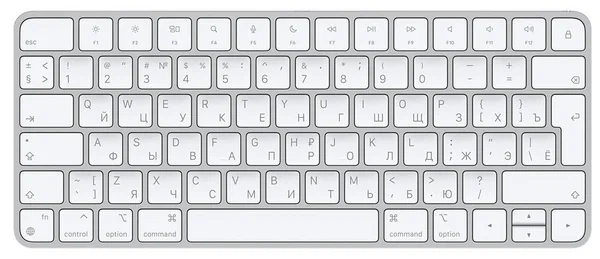 esc F1 F2 F3 F4 F5 F6 F7 F8 F9 F10 F11 F12
± < § > ! 1 @ " 2 # № 3 $ % 4 % : 5 ^ , 6 & . 7 * ; 8 ( 9 ) 0 _ - + =
Q Й W Ц E У R К T Е Y Н U Г I Ш O Щ P З { [ Х } ] Ъ
A Ф S Ы D В F А G П H Р J О K Л L Д : ; Ж " ' Э | \ Ё
~ ` [ ] Z Я X Ч C С V М B И N Т M Ь < , Б > . Ю ? /
fn control option command command option